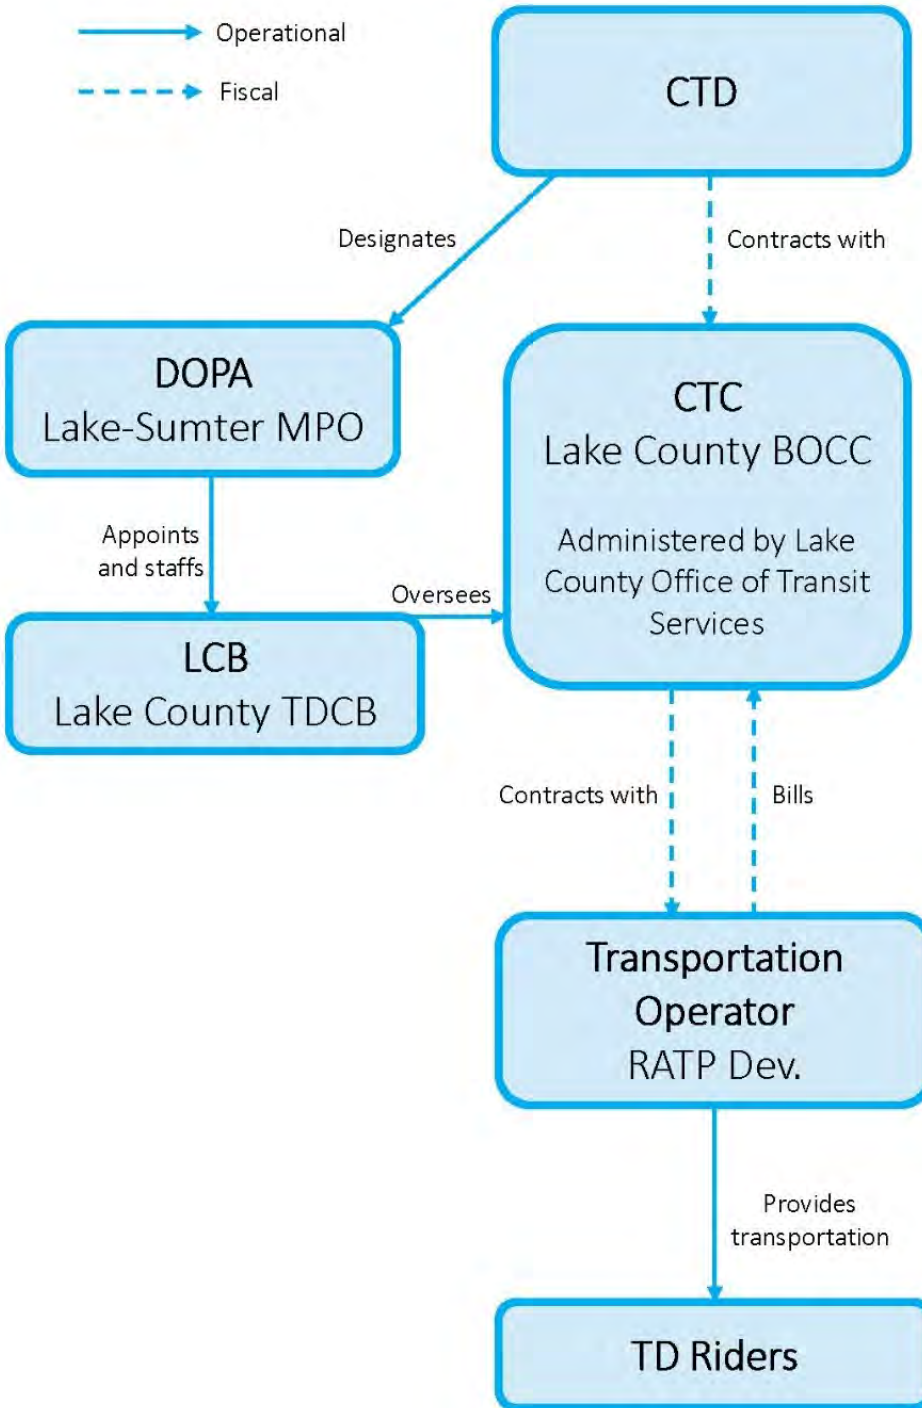 Operational
Fiscal
CTD
Designates
Contracts with
DOPA
Lake-Sumter MPO
CTC
Lake County BOCC
Administered by Lake
County Office of Transit
Services
Appoints
and staffs
Oversees
LCB
Lake County TDCB
Contracts with
Bills
Transportation
Operator
RATP Dev.
Provides
transportation
TD Riders